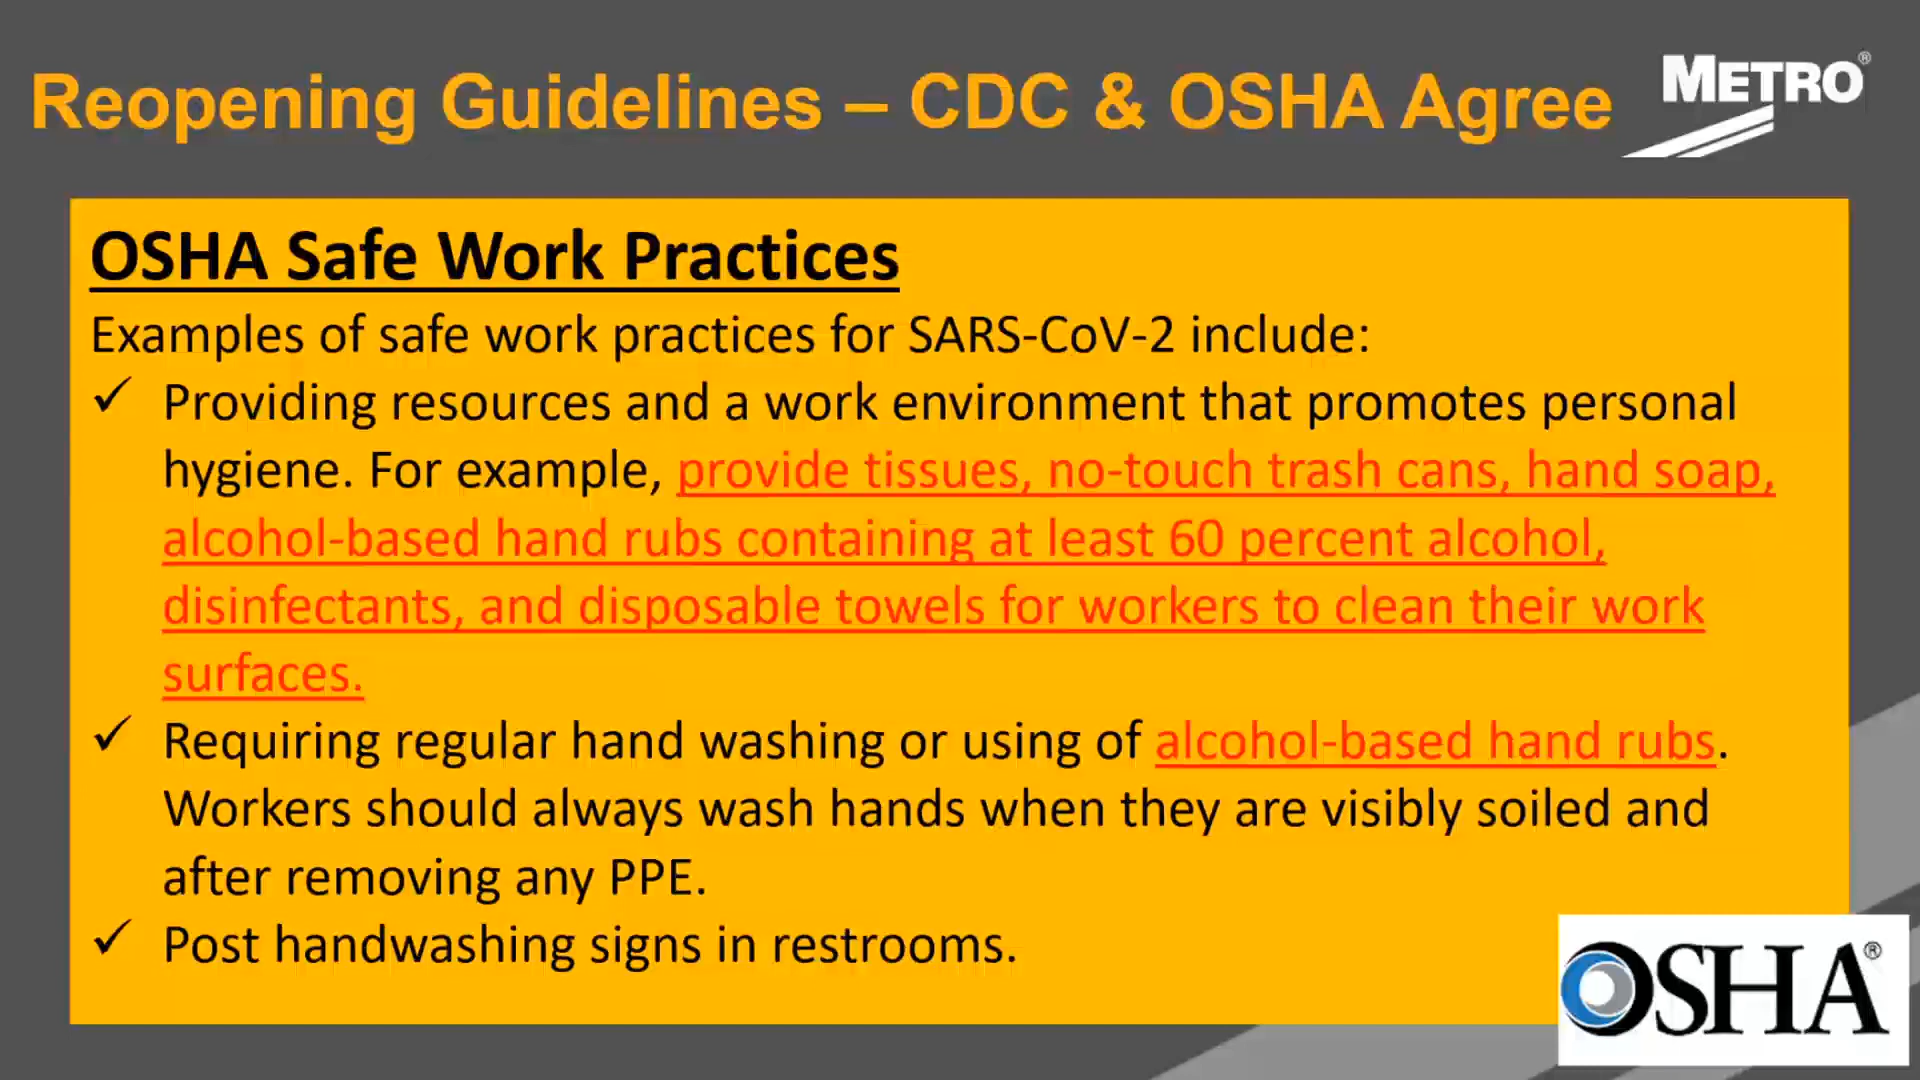 Reopening Guidelines – CDC & OSHA Agree
METRO®
OSHA Safe Work Practices
Examples of safe work practices for SARS-CoV-2 include:
✓ Providing resources and a work environment that promotes personal
hygiene. For example, provide tissues, no-touch trash cans, hand soap,
alcohol-based hand rubs containing at least 60 percent alcohol,
disinfectants, and disposable towels for workers to clean their work
surfaces.
✓ Requiring regular hand washing or using of alcohol-based hand rubs.
Workers should always wash hands when they are visibly soiled and
after removing any PPE.
✓ Post handwashing signs in restrooms.
OSHA®